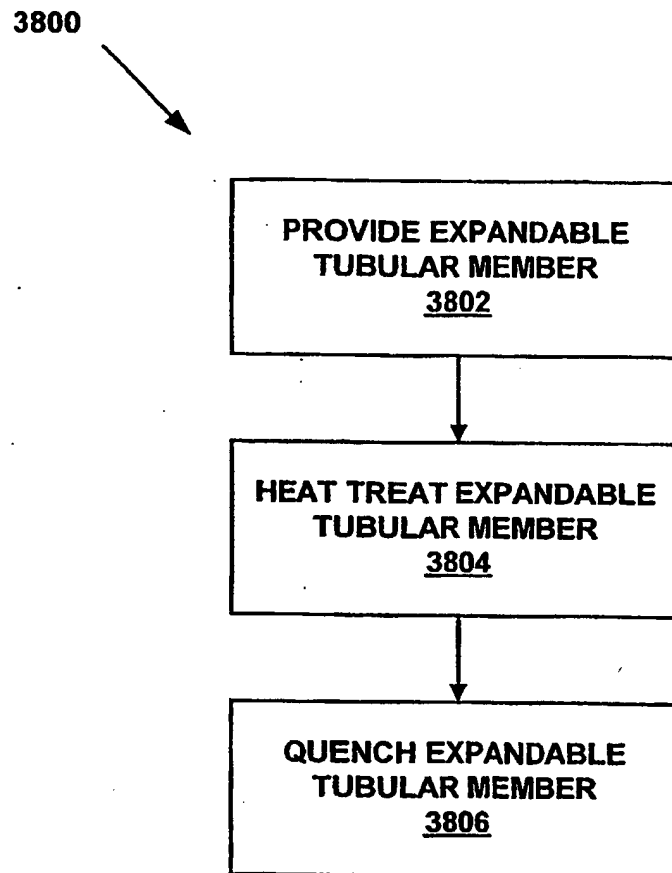 3800
PROVIDE EXPANDABLE
TUBULAR MEMBER
3802
HEAT TREAT EXPANDABLE
TUBULAR MEMBER
3804
QUENCH EXPANDABLE
TUBULAR MEMBER
3806